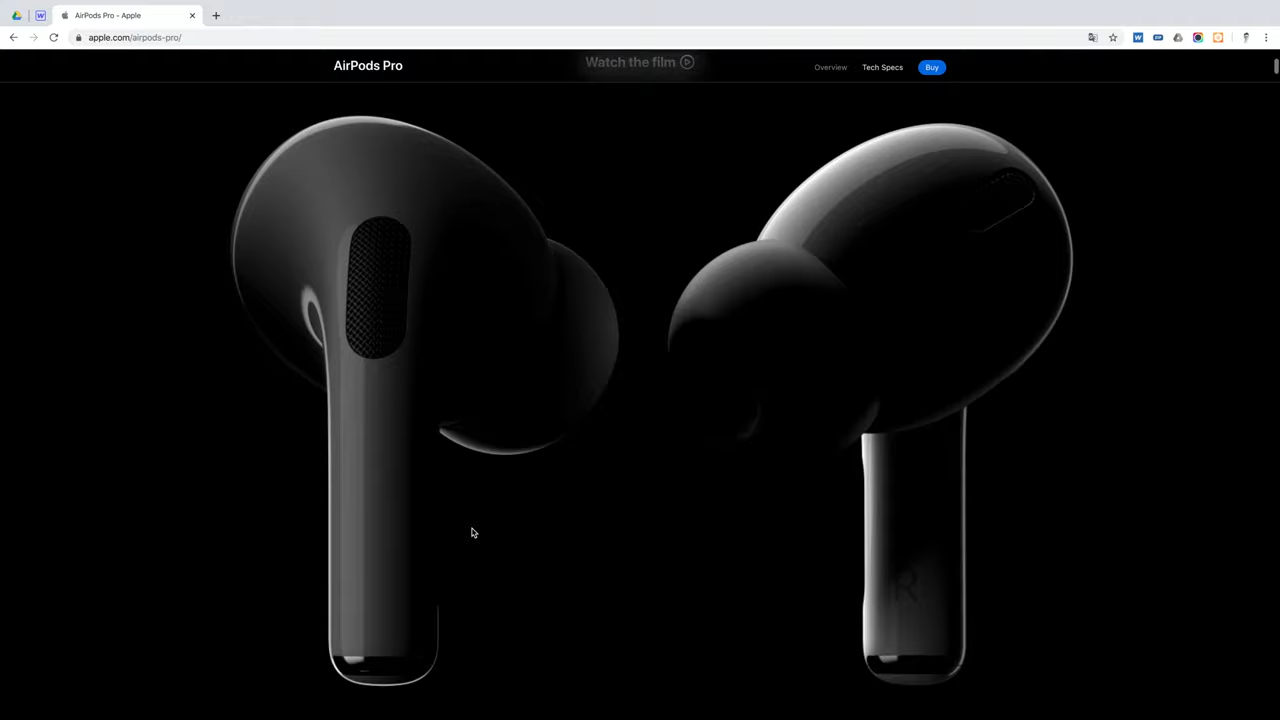 AirPods Pro - Apple
apple.com/airpods-pro/
AirPods Pro
Watch the film
Overview
Tech Specs
Buy
R